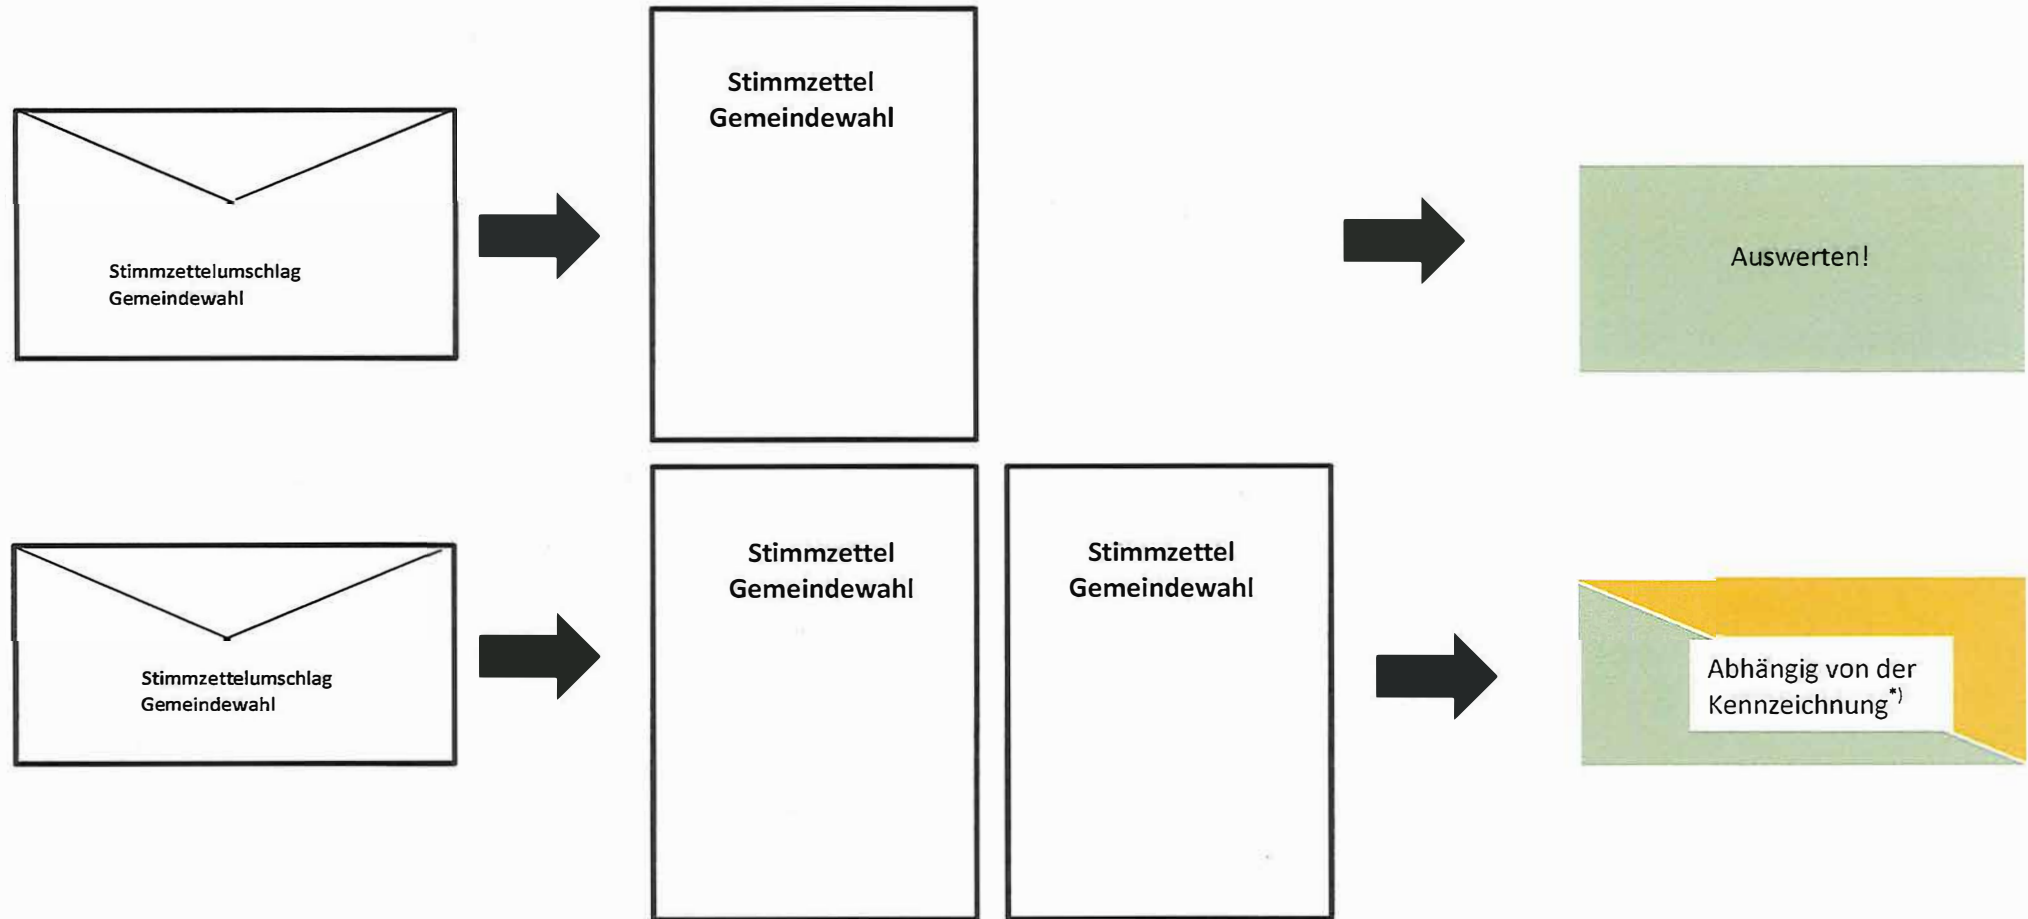 Stimmzettel
Gemeindewahl
Stimmzettelumschlag
Gemeindewahl
Auswerten!
Stimmzettel
Gemeindewahl
Stimmzettel
Gemeindewahl
Stimmzettelumschlag
Gemeindewahl
Abhängig von der
Kennzeichnung*)